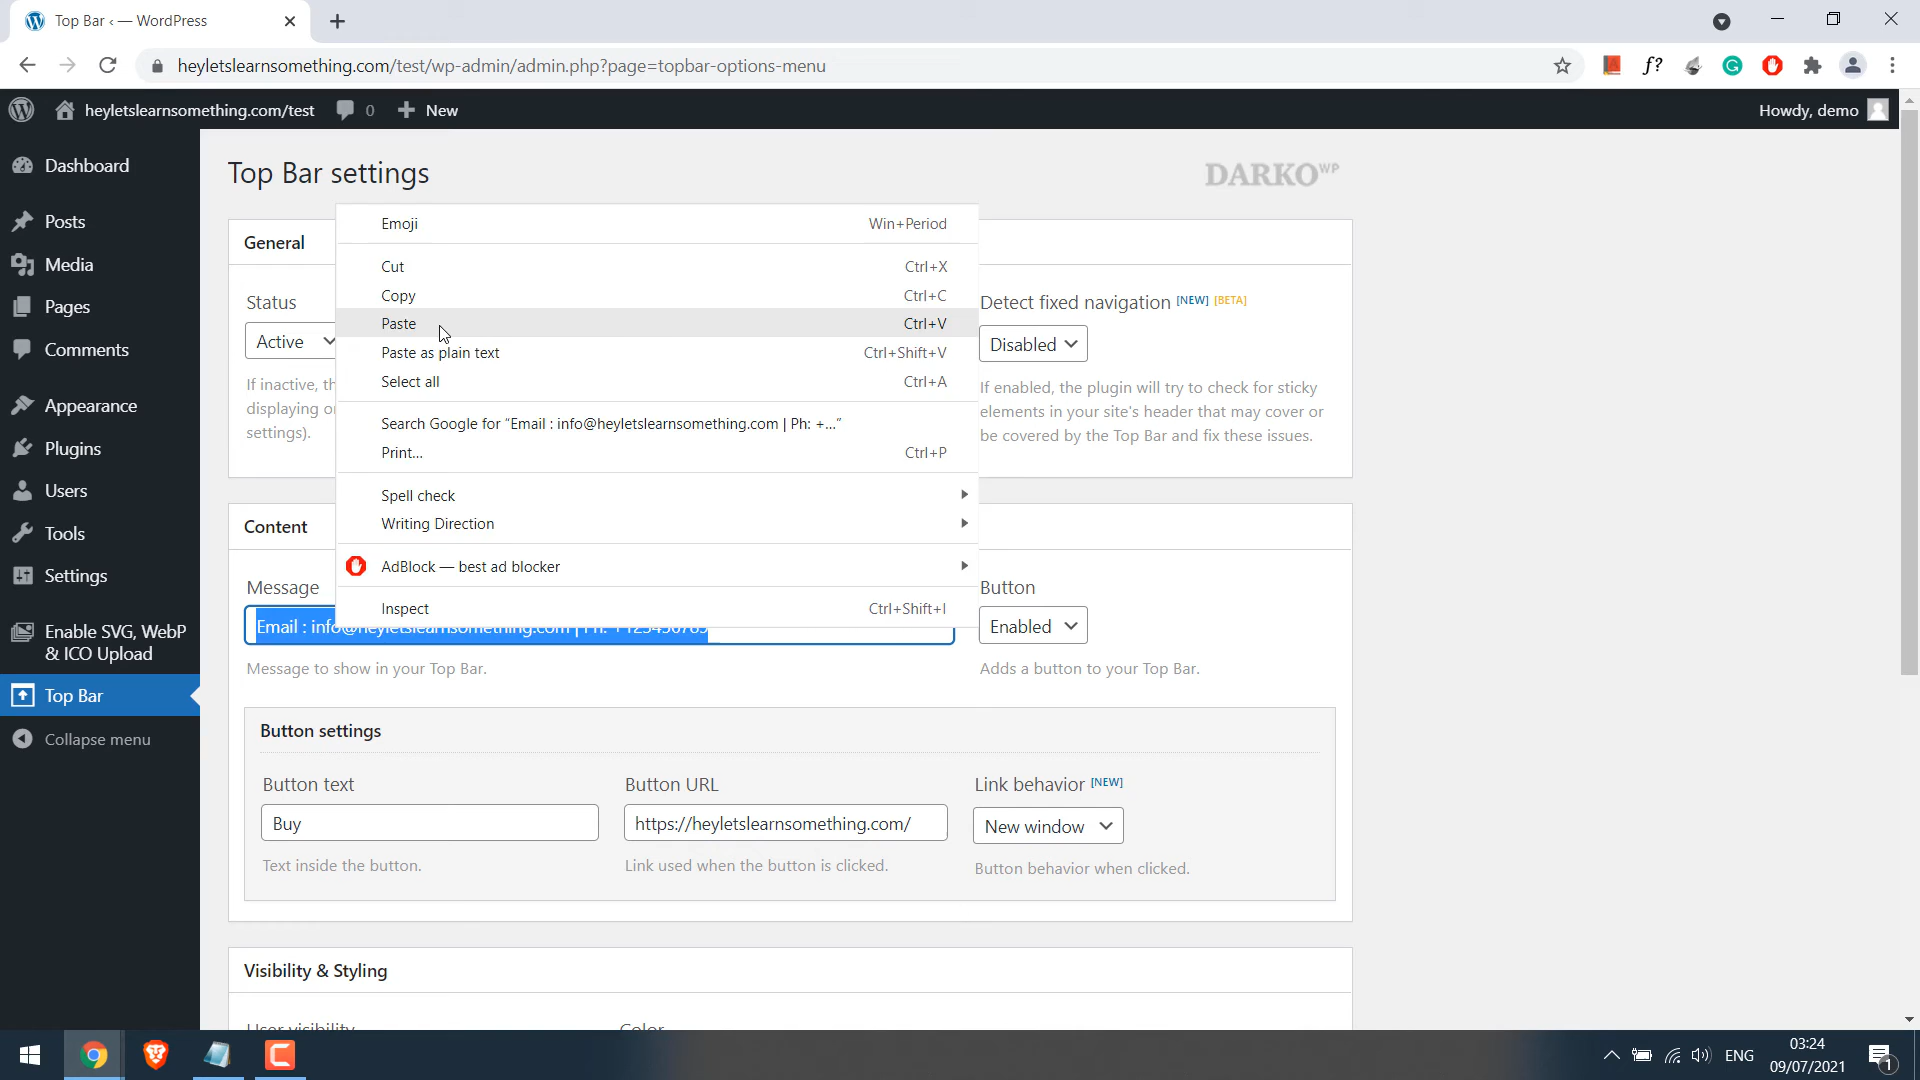 Top Bar ‹ — WordPress
heyletslearnsomething.com/test/wp-admin/admin.php?page=topbar-options-menu
f?
heyletslearnsomething.com/test
0
New
Howdy, demo
Dashboard
Posts
Media
Pages
Comments
Appearance
Plugins
Users
Tools
Settings
Enable SVG, WebP
& ICO Upload
Top Bar
Collapse menu
Top Bar settings
DARKO WP
General
Status
Active
If inactive, th
displaying or
settings).
Detect fixed navigation [NEW] [BETA]
Disabled
If enabled, the plugin will try to check for sticky
elements in your site's header that may cover or
be covered by the Top Bar and fix these issues.
Emoji Win+Period
Cut Ctrl+X
Copy Ctrl+C
Paste Ctrl+V
Paste as plain text Ctrl+Shift+V
Select all Ctrl+A
Search Google for “Email : info@heyletslearnsomething.com | Ph: +...”
Print... Ctrl+P
Spell check
Writing Direction
AdBlock — best ad blocker
Inspect Ctrl+Shift+I
Content
Message
Email : info@heyletslearnsomething.com | Ph: +123456789
Message to show in your Top Bar.
Button
Enabled
Adds a button to your Top Bar.
Button settings
Button text
Buy
Text inside the button.
Button URL
https://heyletslearnsomething.com/
Link used when the button is clicked.
Link behavior [NEW]
New window
Button behavior when clicked.
Visibility & Styling
User visibility
Color
ENG
03:24
09/07/2021
1